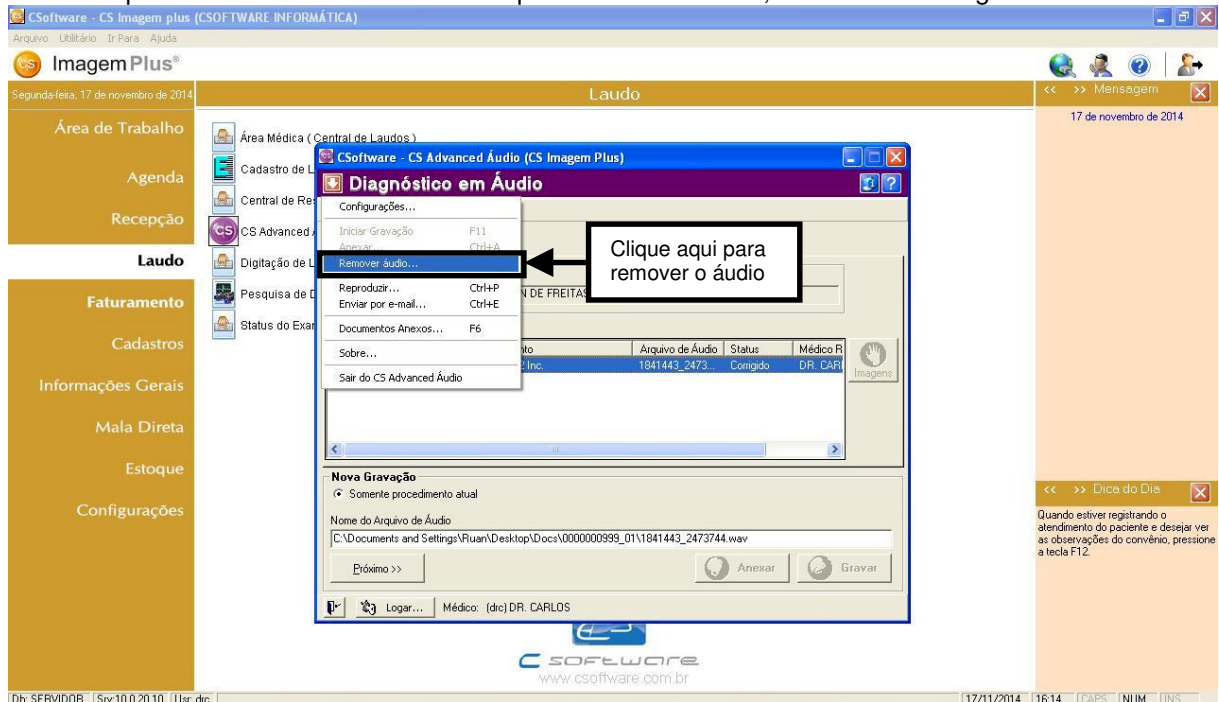 CSoftware - CS Imagem plus (CSOFTWARE INFORMÁTICA)
Arquivo Utilitário Ir Para Ajuda
CS ImagemPlus®
Segunda-feira, 17 de novembro de 2014
Laudo
<< >> Mensagem
17 de novembro de 2014
Área de Trabalho
Agenda
Recepção
Laudo
Faturamento
Cadastros
Informações Gerais
Mala Direta
Estoque
Configurações
Área Médica ( Central de Laudos )
Cadastro de L
Central de Re
CS Advanced
Digitação de L
Pesquisa de
Status do Exar
CSoftware - CS Advanced Áudio (CS Imagem Plus)
Diagnóstico em Áudio
Configurações...
Iniciar Gravação F11
Anexar... Ctrl+A
Remover áudio...
Reproduzir... Ctrl+P
Enviar por e-mail... Ctrl+E
Documentos Anexos... F6
Sobre...
Sair do CS Advanced Áudio
Clique aqui para
remover o áudio
N DE FREITAS
nto Arquivo de Áudio Status Médico R
2 Inc. 1841443_2473... Corrigido DR. CARL
Imagens
Nova Gravação
Somente procedimento atual
Nome do Arquivo de Áudio
C:\Documents and Settings\Ruan\Desktop\Docs\0000000999_01\1841443_2473744.wav
Próximo >> Anexar Gravar
Logar... Médico: (drc) DR. CARLOS
<< >> Dica do Dia
Quando estiver registrando o
atendimento do paciente e desejar ver
as observações do convênio, pressione
a tecla F12.
CSOFTWARE
www.csoftware.com.br
Db: SERVIDOR Srv:10.0.20.10 Usr: drc 17/11/2014 16:14 CAPS NUM INS